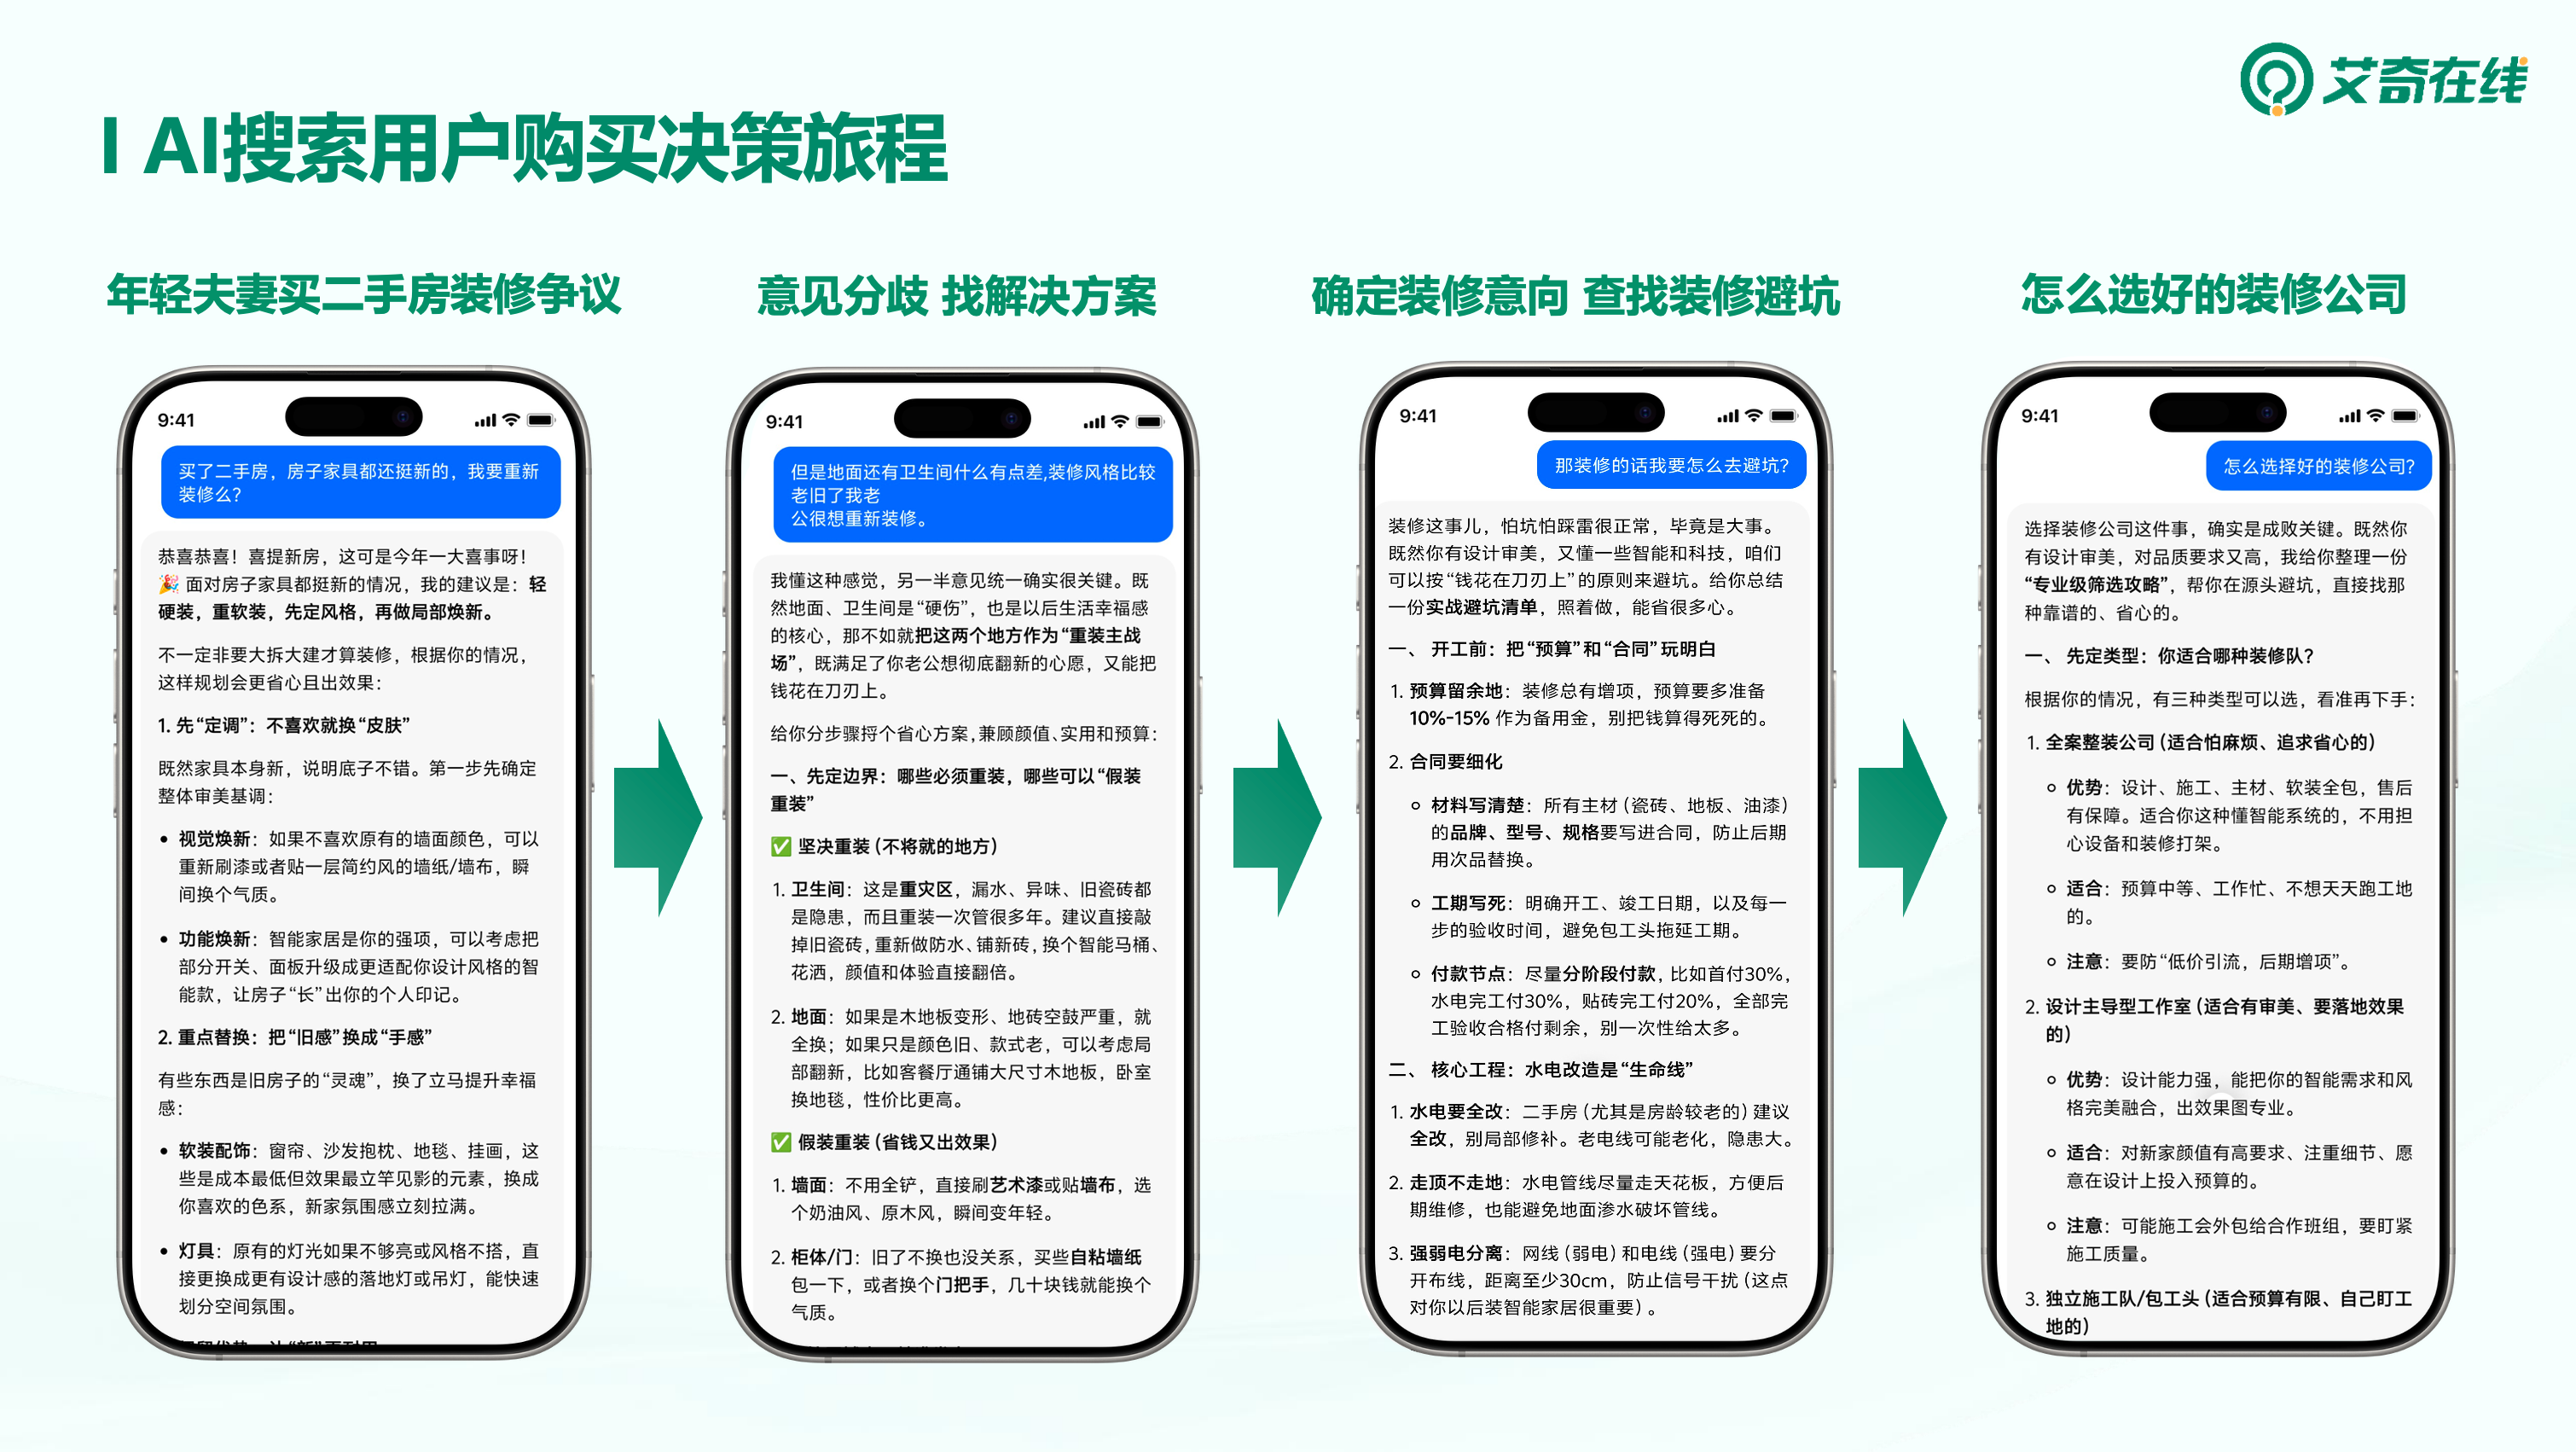 艾奇在线
I AI搜索用户购买决策旅程
年轻夫妻买二手房装修争议
9:41
买了二手房，房子家具都还挺新的，我要重新
装修么？
恭喜恭喜！喜提新房，这可是今年一大喜事呀！
🎉 面对房子家具都挺新的情况，我的建议是：轻
硬装，重软装，先定风格，再做局部焕新。
不一定非要大拆大建才算装修，根据你的情况，
这样规划会更省心且出效果：
1. 先“定调”：不喜欢就换“皮肤”
既然家具本身新，说明底子不错。第一步先确定
整体审美基调：
• 视觉焕新：如果不喜欢原有的墙面颜色，可以
重新刷漆或者贴一层简约风的墙纸/墙布，瞬
间换个气质。
• 功能焕新：智能家居是你的强项，可以考虑把
部分开关、面板升级成更适配你设计风格的智
能款，让房子“长”出你的个人印记。
2. 重点替换：把“旧感”换成“手感”
有些东西是旧房子的“灵魂”，换了立马提升幸福
感：
• 软装配饰：窗帘、沙发抱枕、地毯、挂画，这
些是成本最低但效果最立竿见影的元素，换成
你喜欢的色系，新家氛围感立刻拉满。
• 灯具：原有的灯光如果不够亮或风格不搭，直
接更换成更有设计感的落地灯或吊灯，能快速
划分空间氛围。
意见分歧 找解决方案
9:41
但是地面还有卫生间什么有点差,装修风格比较
老旧了我老
公很想重新装修。
我懂这种感觉，另一半意见统一确实很关键。既
然地面、卫生间是“硬伤”，也是以后生活幸福感
的核心，那不如就把这两个地方作为“重装主战
场”，既满足了你老公想彻底翻新的心愿，又能把
钱花在刀刃上。
给你分步骤捋个省心方案，兼顾颜值、实用和预算：
一、先定边界：哪些必须重装，哪些可以“假装
重装”
✅ 坚决重装（不将就的地方）
1. 卫生间：这是重灾区，漏水、异味、旧瓷砖都
是隐患，而且重装一次管很多年。建议直接敲
掉旧瓷砖，重新做防水、铺新砖，换个智能马桶、
花洒，颜值和体验直接翻倍。
2. 地面：如果是木地板变形、地砖空鼓严重，就
全换；如果只是颜色旧、款式老，可以考虑局
部翻新，比如客餐厅通铺大尺寸木地板，卧室
换地毯，性价比更高。
✅ 假装重装（省钱又出效果）
1. 墙面：不用全铲，直接刷艺术漆或贴墙布，选
个奶油风、原木风，瞬间变年轻。
2. 柜体/门：旧了不换也没关系，买些自粘墙纸
包一下，或者换个门把手，几十块钱就能换个
气质。
确定装修意向 查找装修避坑
9:41
那装修的话我要怎么去避坑？
装修这事儿，怕坑怕踩雷很正常，毕竟是大事。
既然你有设计审美，又懂一些智能和科技，咱们
可以按“钱花在刀刃上”的原则来避坑。给你总结
一份实战避坑清单，照着做，能省很多心。
一、 开工前：把“预算”和“合同”玩明白
1. 预算留余地：装修总有增项，预算要多准备
10%-15% 作为备用金，别把钱算得死死的。
2. 合同要细化
◦ 材料写清楚：所有主材（瓷砖、地板、油漆）
的品牌、型号、规格要写进合同，防止后期
用次品替换。
◦ 工期写死：明确开工、竣工日期，以及每一
步的验收时间，避免包工头拖延工期。
◦ 付款节点：尽量分阶段付款，比如首付30%，
水电完工付30%，贴砖完工付20%，全部完
工验收合格付剩余，别一次性给太多。
二、 核心工程：水电改造是“生命线”
1. 水电要全改：二手房（尤其是房龄较老的）建议
全改，别局部修补。老电线可能老化，隐患大。
2. 走顶不走地：水电管线尽量走天花板，方便后
期维修，也能避免地面渗水破坏管线。
3. 强弱电分离：网线（弱电）和电线（强电）要分
开布线，距离至少30cm，防止信号干扰（这点
对你以后装智能家居很重要）。
怎么选好的装修公司
9:41
怎么选择好的装修公司？
选择装修公司这件事，确实是成败关键。既然你
有设计审美，对品质要求又高，我给你整理一份
“专业级筛选攻略”，帮你在源头避坑，直接找那
种靠谱的、省心的。
一、 先定类型：你适合哪种装修队？
根据你的情况，有三种类型可以选，看准再下手：
1. 全案整装公司（适合怕麻烦、追求省心的）
◦ 优势：设计、施工、主材、软装全包，售后
有保障。适合你这种懂智能系统的，不用担
心设备和装修打架。
◦ 适合：预算中等、工作忙、不想天天跑工地
的。
◦ 注意：要防“低价引流，后期增项”。
2. 设计主导型工作室（适合有审美、要落地效果
的）
◦ 优势：设计能力强，能把你的智能需求和风
格完美融合，出效果图专业。
◦ 适合：对新家颜值有高要求、注重细节、愿
意在设计上投入预算的。
◦ 注意：可能施工会外包给合作班组，要盯紧
施工质量。
3. 独立施工队/包工头（适合预算有限、自己盯工
地的）